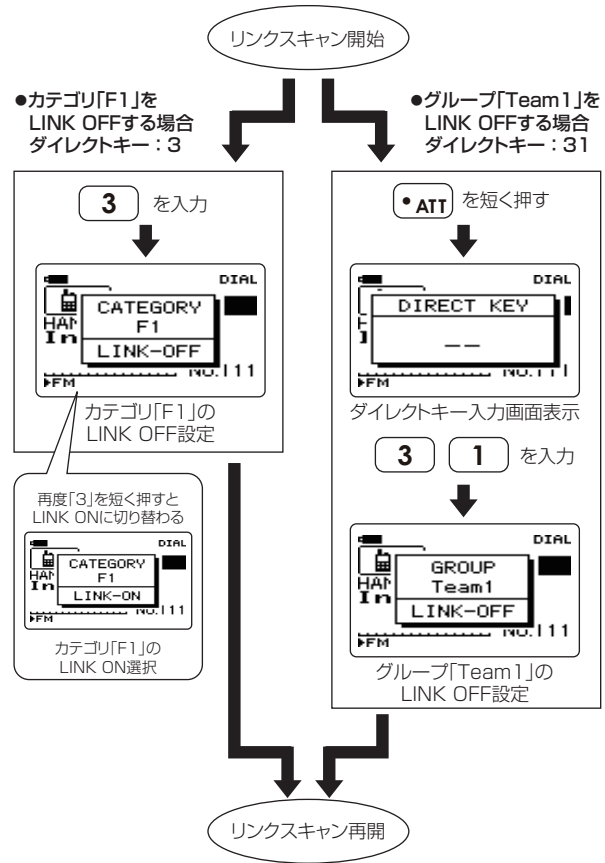 リンクスキャン開始
●カテゴリ「F1」を
LINK OFFする場合
ダイレクトキー：3
3 を入力
DIAL
CATEGORY
F1
LINK-OFF
HAN
In
NO.111
▶FM
カテゴリ「F1」の
LINK OFF設定
再度「3」を短く押すと
LINK ONに切り替わる
DIAL
CATEGORY
F1
LINK-ON
HAN
In
NO.111
▶FM
カテゴリ「F1」の
LINK ON選択
●グループ「Team1」を
LINK OFFする場合
ダイレクトキー：31
• ATT を短く押す
DIAL
DIRECT KEY
__
NO.111
▶FM
ダイレクトキー入力画面表示
3 1 を入力
DIAL
GROUP
Team1
LINK-OFF
HAN
In
NO.111
▶FM
グループ「Team1」の
LINK OFF設定
リンクスキャン再開